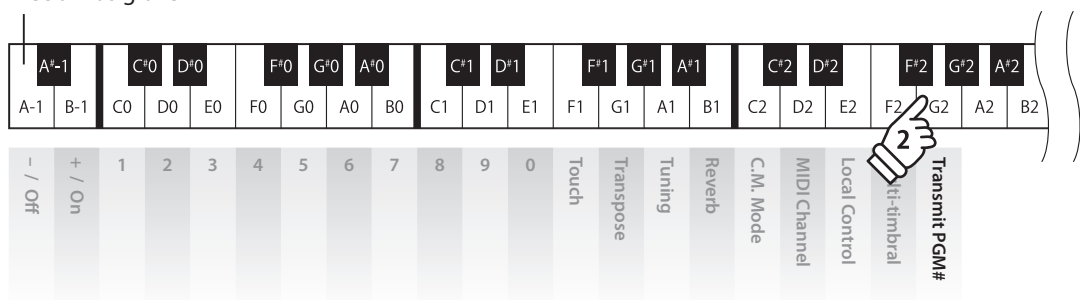 A#-1 C#0 D#0 F#0 G#0 A#0 C#1 D#1 F#1 G#1 A#1 C#2 D#2 F#2 G#2 A#2
A-1 B-1 C0 D0 E0 F0 G0 A0 B0 C1 D1 E1 F1 G1 A1 B1 C2 D2 E2 F2 G2 A2 B2
2
– / Off
+ / On
1
2
3
4
5
6
7
8
9
0
Touch
Transpose
Tuning
Reverb
C.M. Mode
MIDI Channel
Local Control
lti-timbral
Transmit PGM#